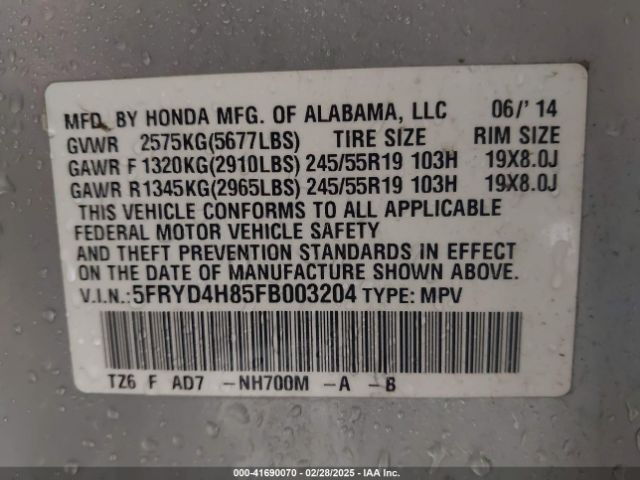 MFD. BY HONDA MFG. OF ALABAMA, LLC 06/'14
GVWR 2575KG(5677LBS) TIRE SIZE RIM SIZE
GAWR F 1320KG(2910LBS) 245/55R19 103H 19X8.0J
GAWR R1345KG(2965LBS) 245/55R19 103H 19X8.0J
THIS VEHICLE CONFORMS TO ALL APPLICABLE
FEDERAL MOTOR VEHICLE SAFETY
AND THEFT PREVENTION STANDARDS IN EFFECT
ON THE DATE OF MANUFACTURE SHOWN ABOVE.
V.I.N.:5FRYD4H85FB003204 TYPE: MPV
TZ6 F AD7 -NH700M -A -B
000-41690070 - 02/28/2025 - IAA Inc.